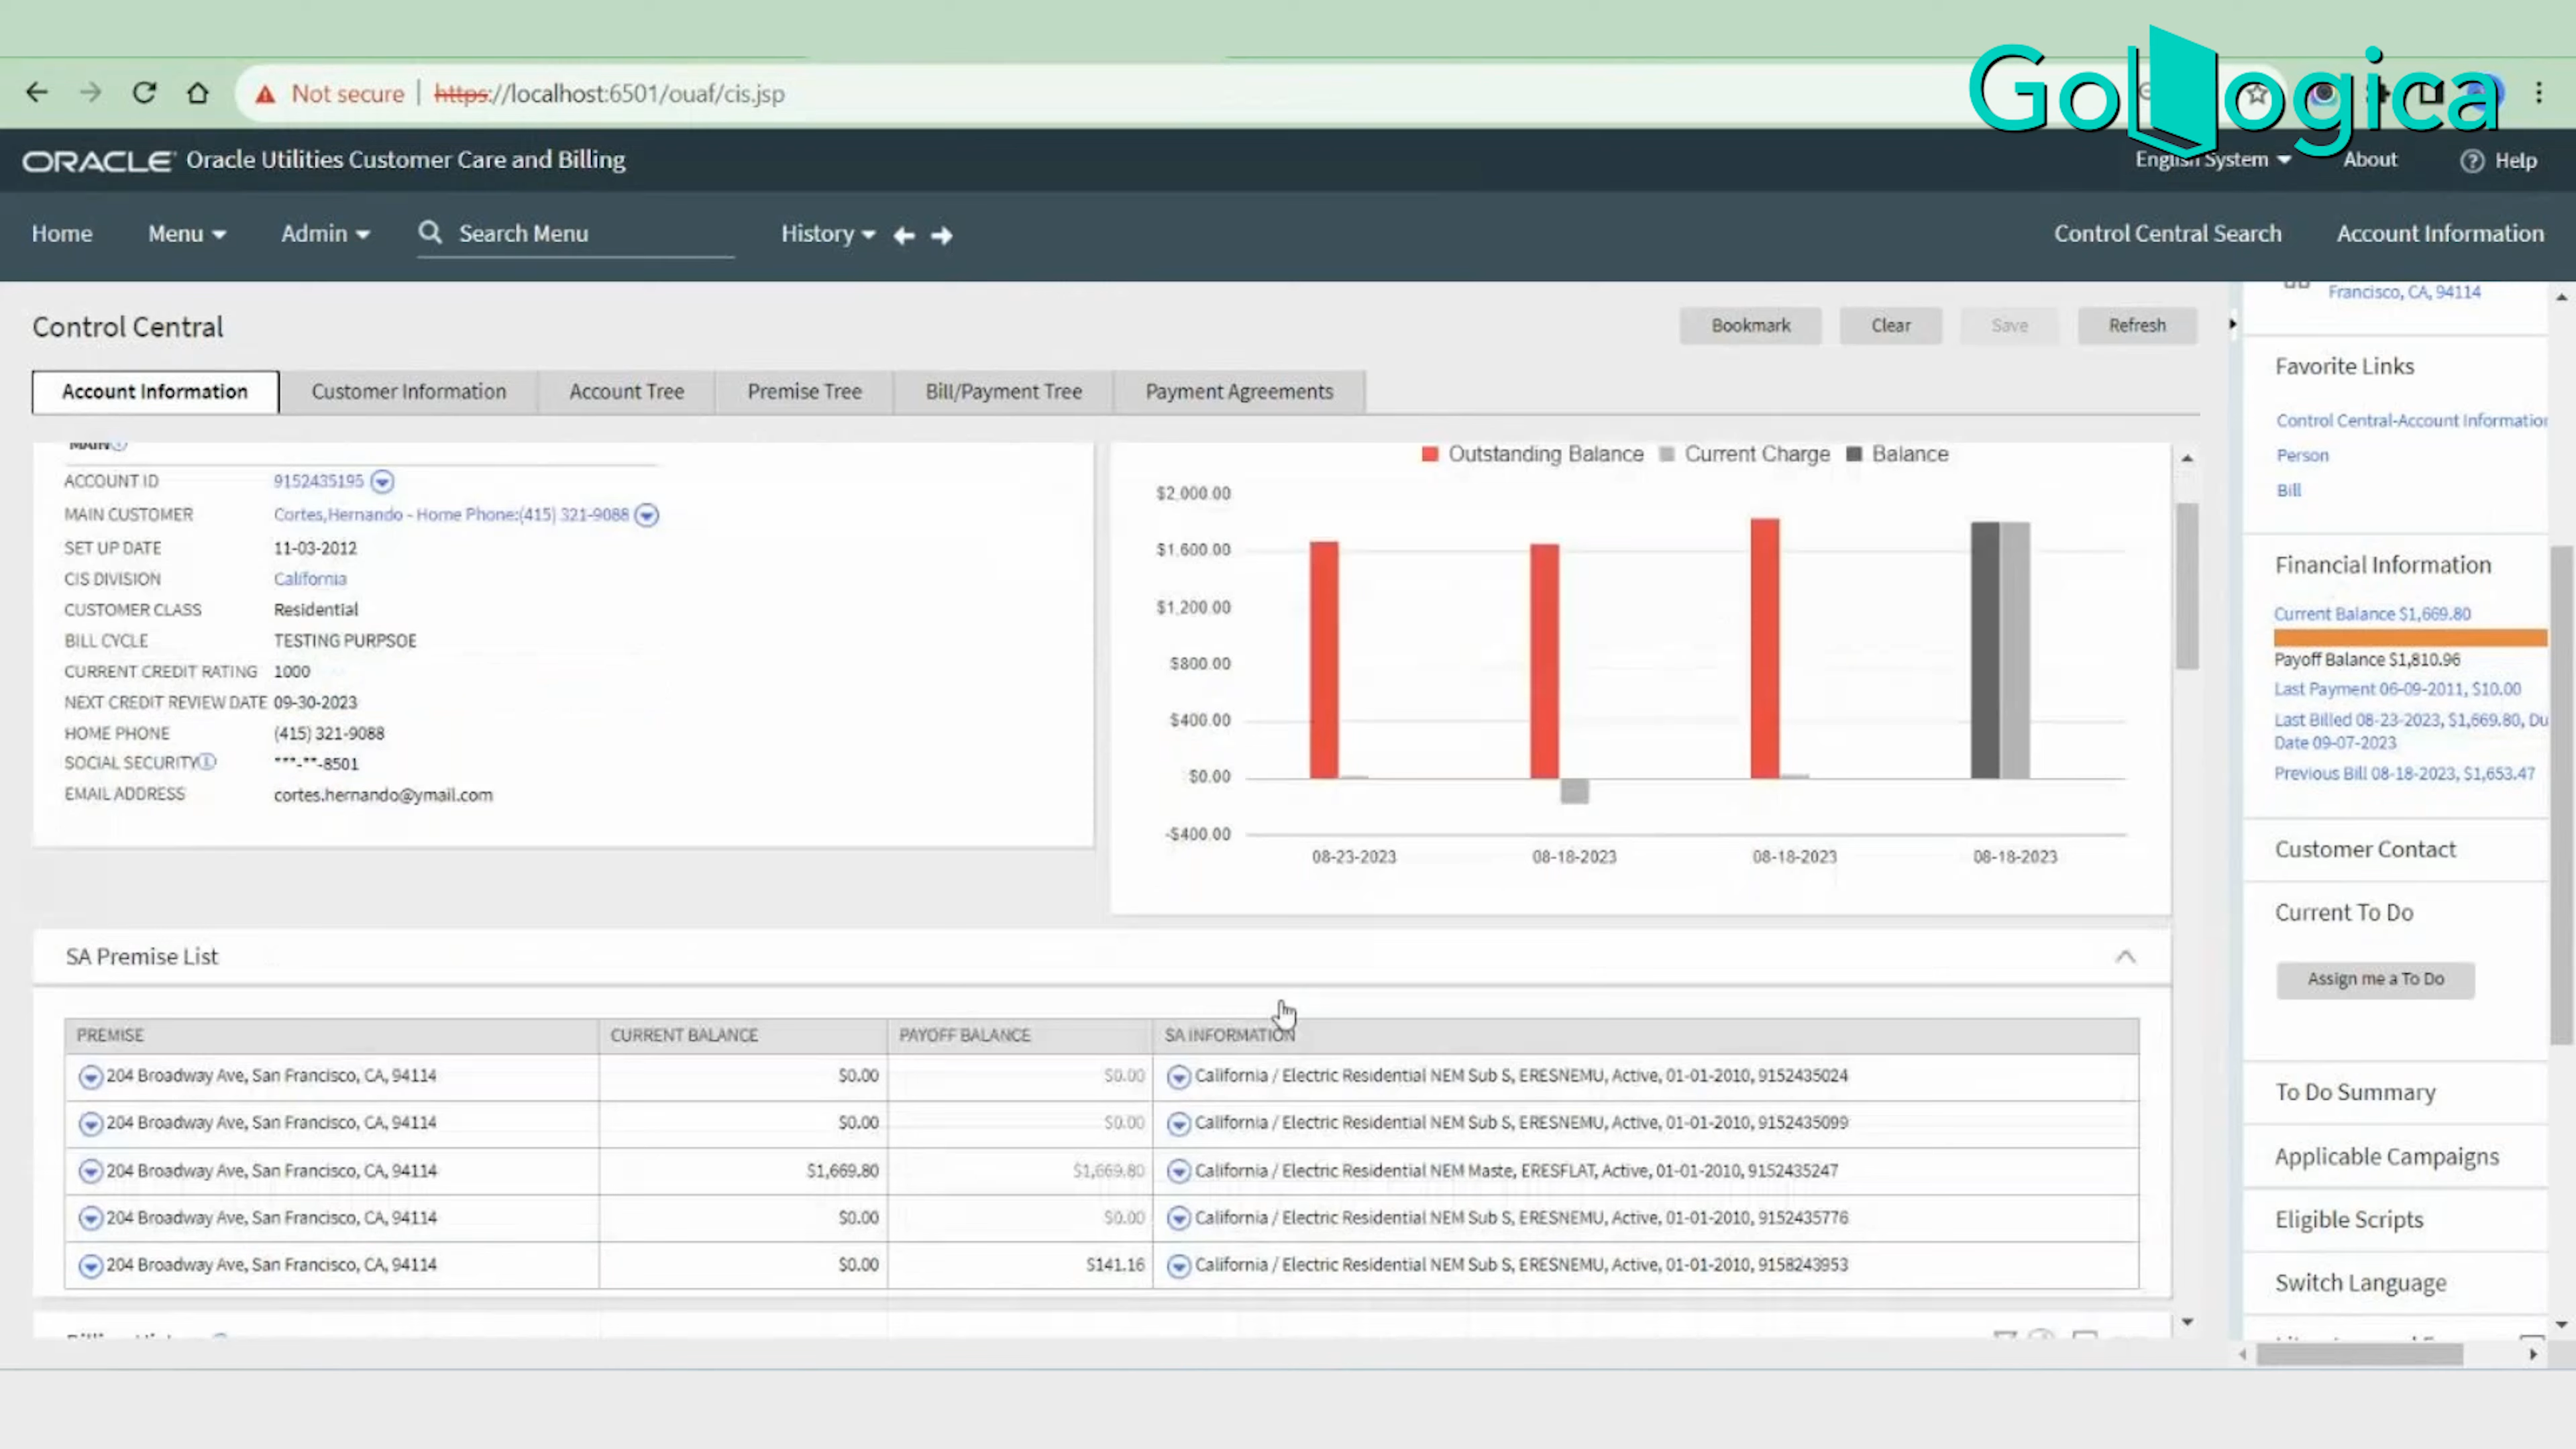 GoLogica
Not secure https://localhost:6501/ouaf/cis.jsp
ORACLE Oracle Utilities Customer Care and Billing
English System About Help
Home Menu Admin Search Menu History Control Central Search Account Information
Control Central
Bookmark Clear Save Refresh
Account Information Customer Information Account Tree Premise Tree Bill/Payment Tree Payment Agreements
MAIN
ACCOUNT ID 9152435195
MAIN CUSTOMER Cortes,Hernando - Home Phone:(415) 321-9088
SET UP DATE 11-03-2012
CIS DIVISION California
CUSTOMER CLASS Residential
BILL CYCLE TESTING PURPSOE
CURRENT CREDIT RATING 1000
NEXT CREDIT REVIEW DATE 09-30-2023
HOME PHONE (415) 321-9088
SOCIAL SECURITY ***-**-8501
EMAIL ADDRESS cortes.hernando@ymail.com
Outstanding Balance Current Charge Balance
$2,000.00
$1,600.00
$1,200.00
$800.00
$400.00
$0.00
-$400.00
08-23-2023 08-18-2023 08-18-2023 08-18-2023
SA Premise List
PREMISE CURRENT BALANCE PAYOFF BALANCE SA INFORMATION
204 Broadway Ave, San Francisco, CA, 94114 $0.00 $0.00 California / Electric Residential NEM Sub S, ERESNEMU, Active, 01-01-2010, 9152435024
204 Broadway Ave, San Francisco, CA, 94114 $0.00 $0.00 California / Electric Residential NEM Sub S, ERESNEMU, Active, 01-01-2010, 9152435099
204 Broadway Ave, San Francisco, CA, 94114 $1,669.80 $1,669.80 California / Electric Residential NEM Maste, ERESFLAT, Active, 01-01-2010, 9152435247
204 Broadway Ave, San Francisco, CA, 94114 $0.00 $0.00 California / Electric Residential NEM Sub S, ERESNEMU, Active, 01-01-2010, 9152435776
204 Broadway Ave, San Francisco, CA, 94114 $0.00 $141.16 California / Electric Residential NEM Sub S, ERESNEMU, Active, 01-01-2010, 9158243953
Francisco, CA, 94114
Favorite Links
Control Central-Account Information
Person
Bill
Financial Information
Current Balance $1,669.80
Payoff Balance $1,810.96
Last Payment 06-09-2011, $10.00
Last Billed 08-23-2023, $1,669.80, Du
Date 09-07-2023
Previous Bill 08-18-2023, $1,653.47
Customer Contact
Current To Do
Assign me a To Do
To Do Summary
Applicable Campaigns
Eligible Scripts
Switch Language